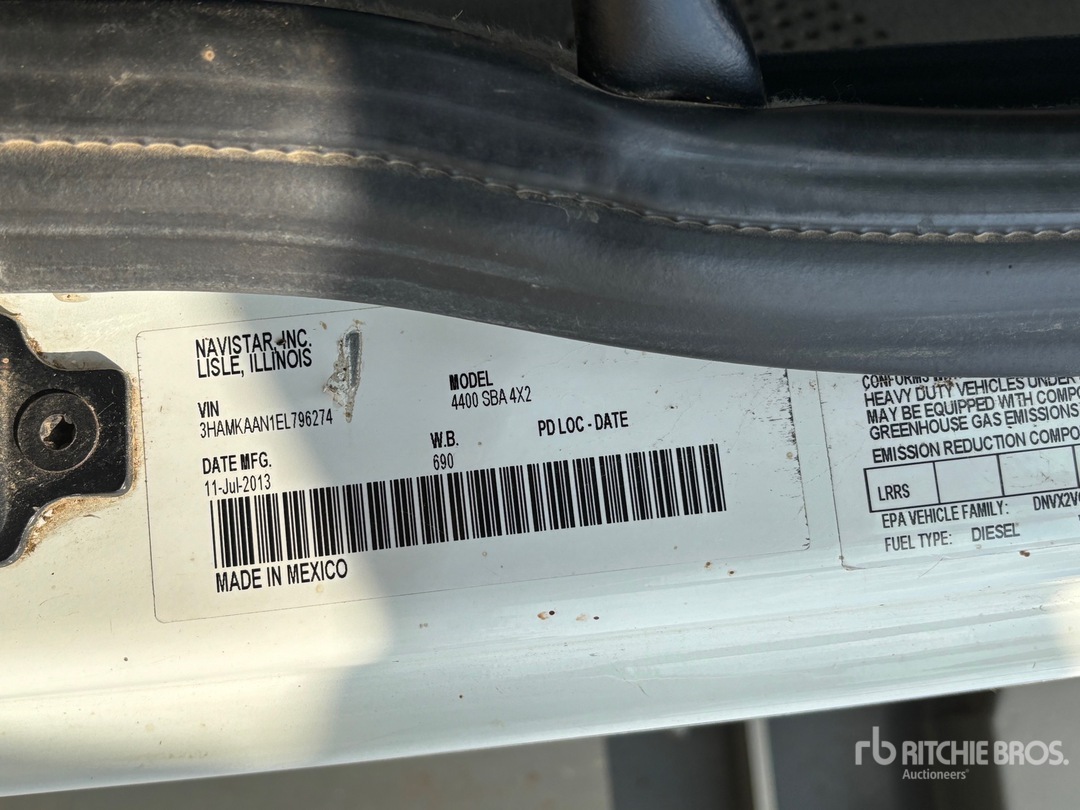 NAVISTAR, INC.
LISLE, ILLINOIS
VIN
3HAMKAAN1EL796274
MODEL
4400 SBA 4X2
DATE MFG.
11-Jul-2013
W.B.
690
PD LOC - DATE
MADE IN MEXICO
CONFORMS
HEAVY DUTY VEHICLES UNDER
MAY BE EQUIPPED WITH COMPO
GREENHOUSE GAS EMISSIONS
EMISSION REDUCTION COMPO
LRRS
EPA VEHICLE FAMILY: DNVX2V
FUEL TYPE: DIESEL
rb RITCHIE BROS.
Auctioneers